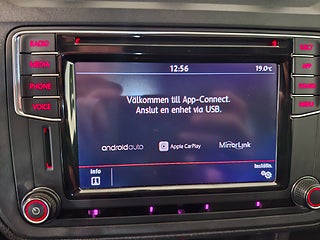 RADIO
MEDIA
PHONE
VOICE
12:56
19.0°C
Välkommen till App-Connect.
Anslut en enhet via USB.
androidauto
Apple CarPlay
MirrorLink
Info
Inställn.
MENU